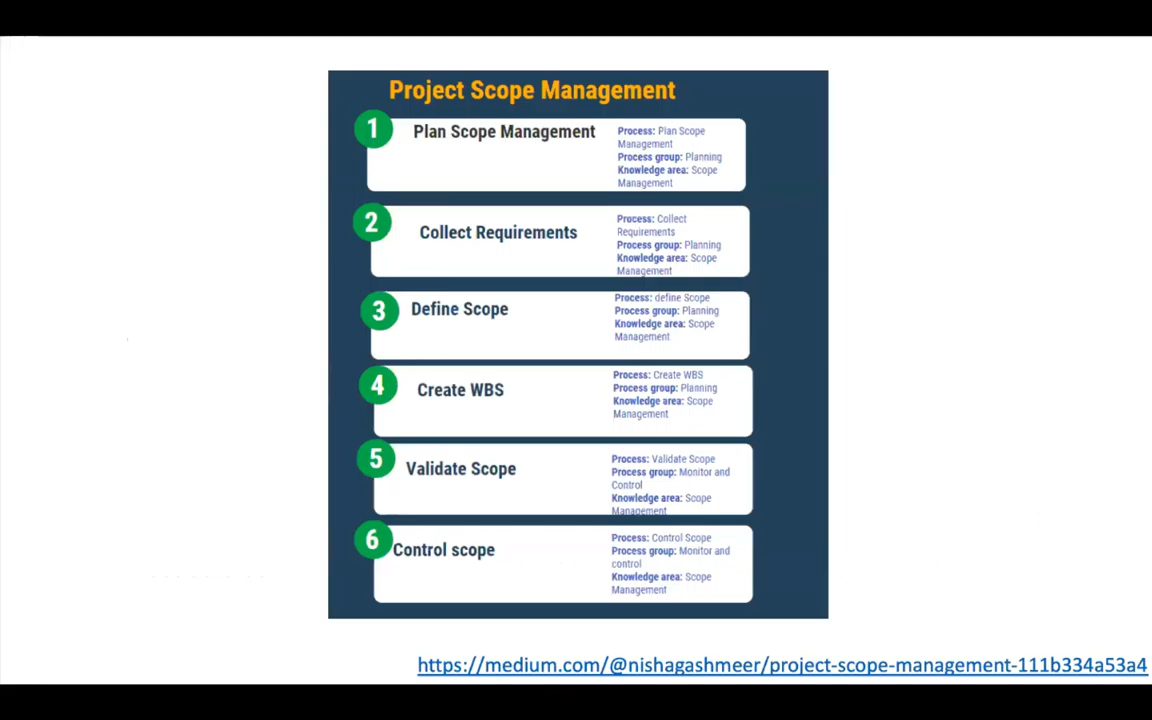 Project Scope Management
1
Plan Scope Management
Process: Plan Scope
Management
Process group: Planning
Knowledge area: Scope
Management
2
Collect Requirements
Process: Collect
Requirements
Process group: Planning
Knowledge area: Scope
Management
3
Define Scope
Process: define Scope
Process group: Planning
Knowledge area: Scope
Management
4
Create WBS
Process: Create WBS
Process group: Planning
Knowledge area: Scope
Management
5
Validate Scope
Process: Validate Scope
Process group: Monitor and
Control
Knowledge area: Scope
Management
6
Control scope
Process: Control Scope
Process group: Monitor and
control
Knowledge area: Scope
Management
https://medium.com/@nishagashmeer/project-scope-management-111b334a53a4